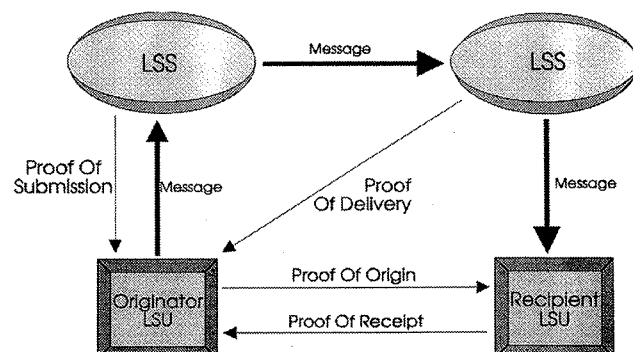 Message
LSS
LSS
Proof Of
Submission
Message
Proof
Of Delivery
Message
Originator
LSU
Proof Of Origin
Proof Of Receipt
Recipient
LSU